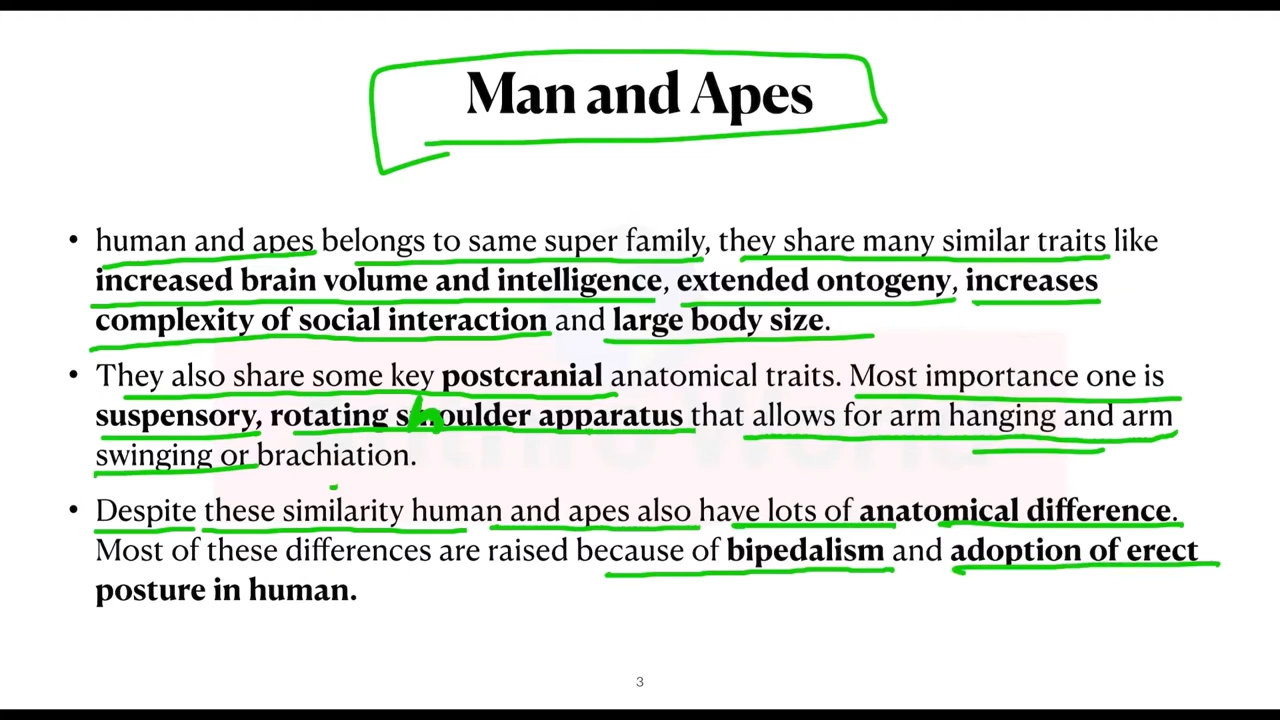 Man and Apes
• human and apes belongs to same super family, they share many similar traits like
increased brain volume and intelligence, extended ontogeny, increases
complexity of social interaction and large body size.
• They also share some key postcranial anatomical traits. Most importance one is
suspensory, rotating shoulder apparatus that allows for arm hanging and arm
swinging or brachiation.
• Despite these similarity human and apes also have lots of anatomical difference.
Most of these differences are raised because of bipedalism and adoption of erect
posture in human.
3